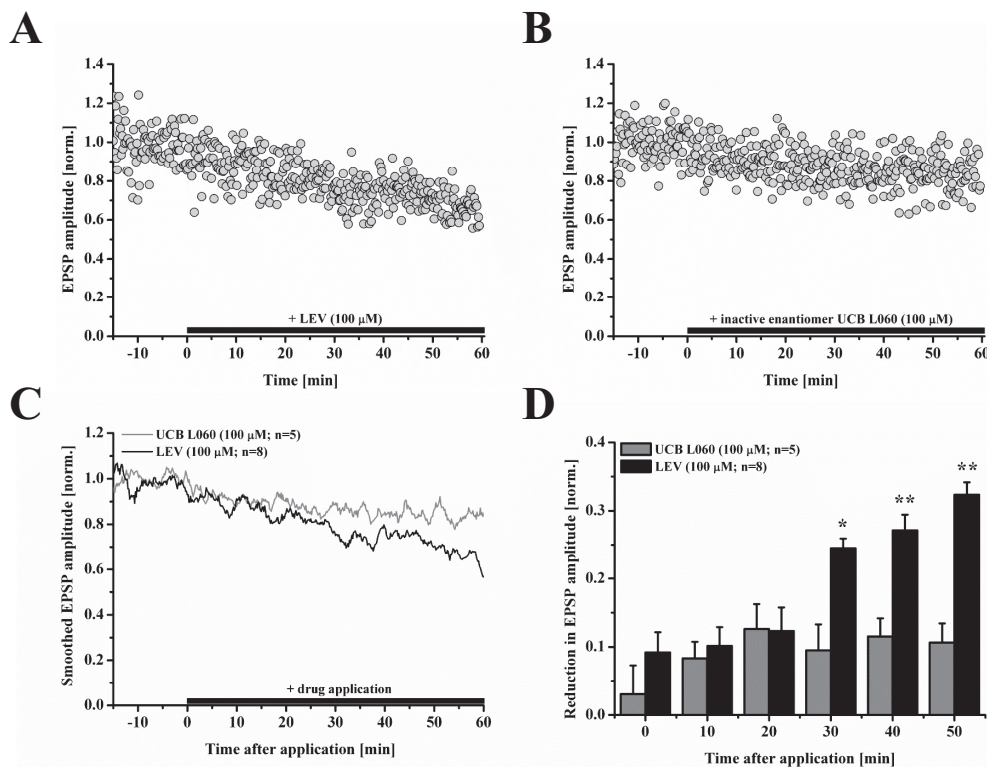 A
1.4
1.2
1.0
0.8
0.6
0.4
0.2
0.0
EPSP amplitude [norm.]
+ LEV (100 μM)
-10 0 10 20 30 40 50 60
Time [min]
B
1.4
1.2
1.0
0.8
0.6
0.4
0.2
0.0
EPSP amplitude [norm.]
+ inactive enantiomer UCB L060 (100 μM)
-10 0 10 20 30 40 50 60
Time [min]
C
1.2
1.0
0.8
0.6
0.4
0.2
0.0
Smoothed EPSP amplitude [norm.]
UCB L060 (100 μM; n=5)
LEV (100 μM; n=8)
+ drug application
-10 0 10 20 30 40 50 60
Time after application [min]
D
0.4
0.3
0.2
0.1
0.0
Reduction in EPSP amplitude [norm.]
UCB L060 (100 μM; n=5)
LEV (100 μM; n=8)
* ** **
0 10 20 30 40 50
Time after application [min]